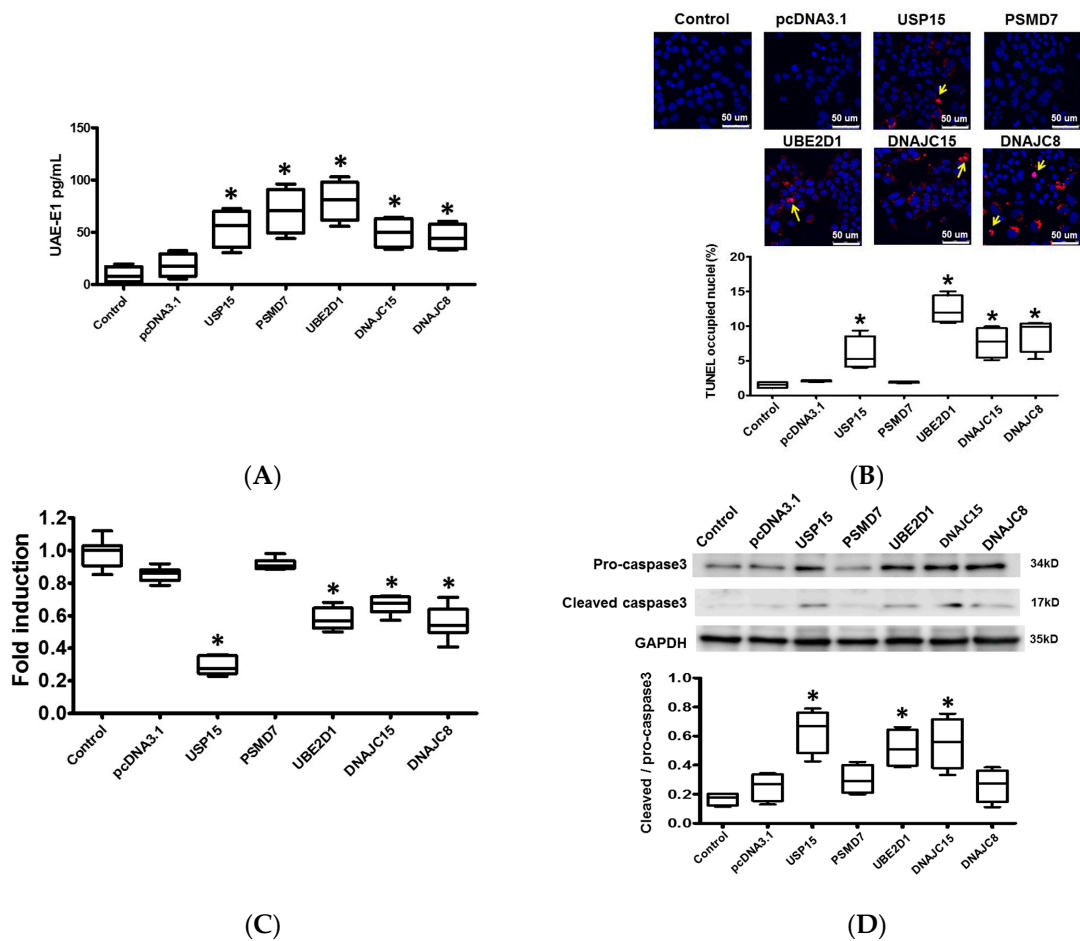 Control pcDNA3.1 USP15 PSMD7
50 um 50 um 50 um 50 um
UBE2D1 DNAJC15 DNAJC8
50 um 50 um 50 um
150
100
50
0
UAE-E1 pg/mL
* * * * *
Control pcDNA3.1 USP15 PSMD7 UBE2D1 DNAJC15 DNAJC8
(A)
20
15
10
5
0
TUNEL occupied nuclei (%)
* * * *
Control pcDNA3.1 USP15 PSMD7 UBE2D1 DNAJC15 DNAJC8
(B)
1.2
1.0
0.8
0.6
0.4
0.2
0.0
Fold induction
* * * *
Control pcDNA3.1 USP15 PSMD7 UBE2D1 DNAJC15 DNAJC8
(C)
Control pcDNA3.1 USP15 PSMD7 UBE2D1 DNAJC15 DNAJC8
Pro-caspase3 34kD
Cleaved caspase3 17kD
GAPDH 35kD
1.0
0.8
0.6
0.4
0.2
0.0
Cleaved / pro-caspase3
* * *
Control pcDNA3.1 USP15 PSMD7 UBE2D1 DNAJC15 DNAJC8
(D)